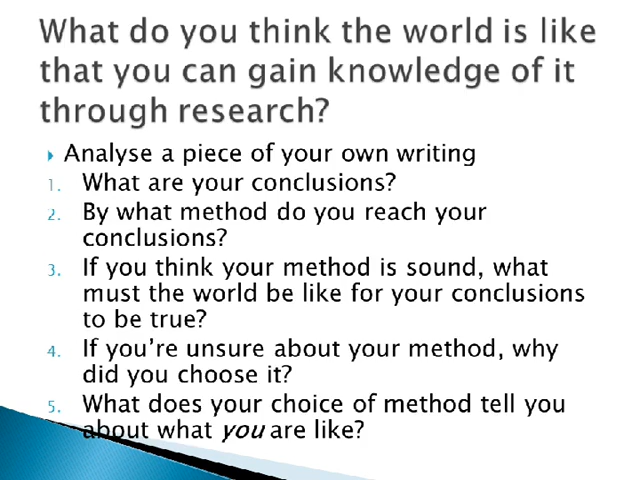 What do you think the world is like
that you can gain knowledge of it
through research?
Analyse a piece of your own writing
1. What are your conclusions?
2. By what method do you reach your
conclusions?
3. If you think your method is sound, what
must the world be like for your conclusions
to be true?
4. If you're unsure about your method, why
did you choose it?
5. What does your choice of method tell you
about what you are like?